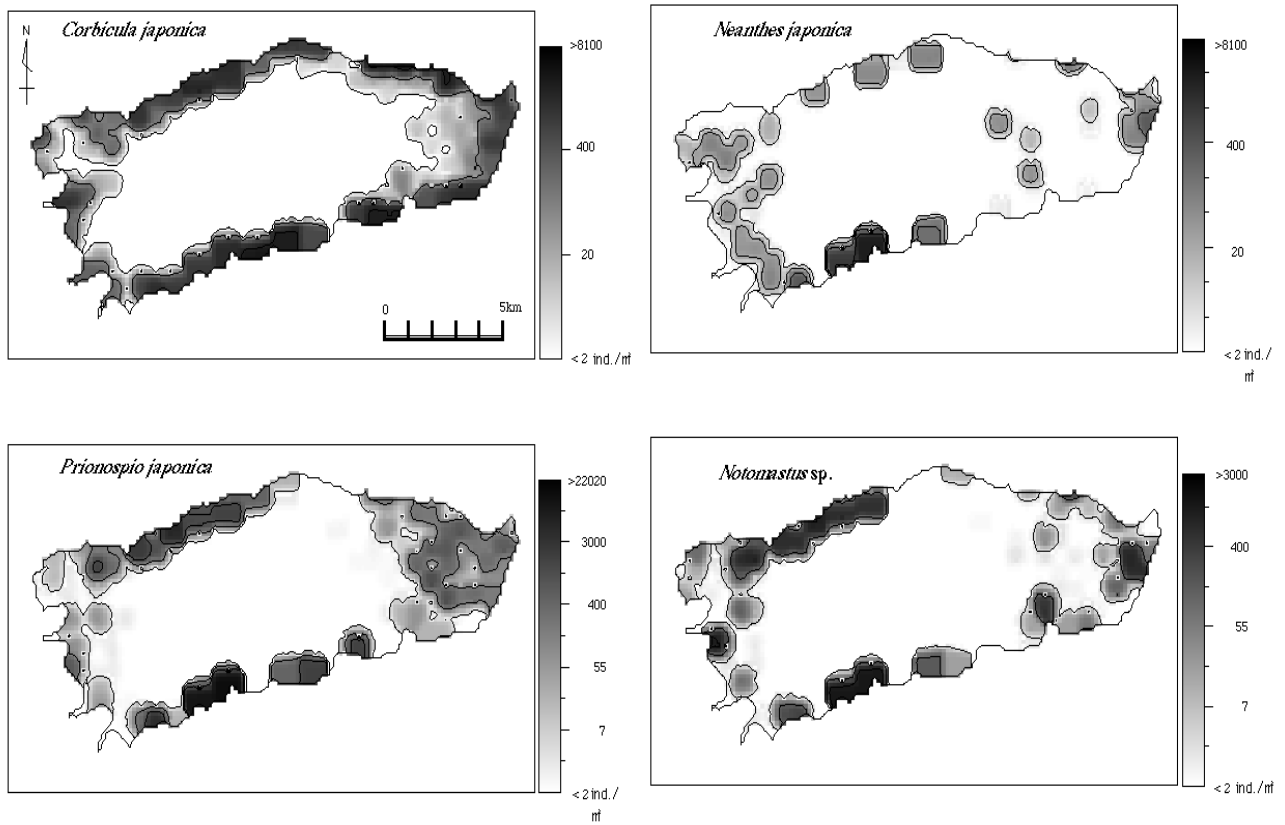 N
Corbicula japonica
>8100
400
20
< 2 ind./㎡
0
5km
Neanthes japonica
>8100
400
20
< 2 ind./
㎡
Prionospio japonica
>22020
3000
400
55
7
< 2 ind./
㎡
Notomastus sp.
>3000
400
55
7
< 2 ind./
㎡